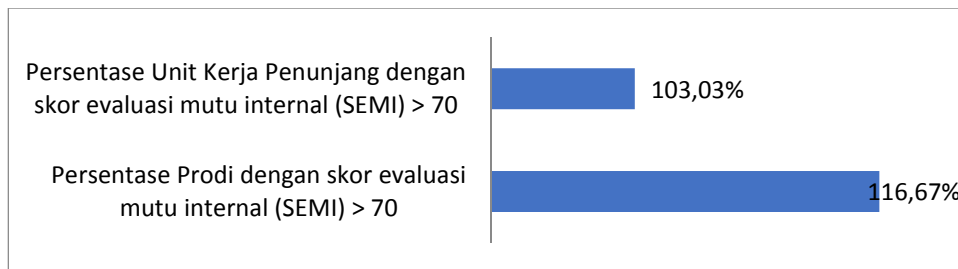 Persentase Unit Kerja Penunjang dengan
skor evaluasi mutu internal (SEMI) > 70
103,03%
Persentase Prodi dengan skor evaluasi
mutu internal (SEMI) > 70
116,67%